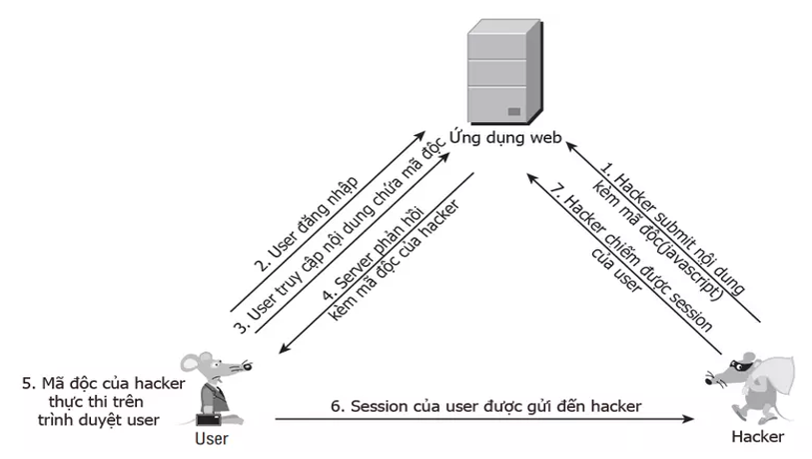 Ứng dụng web
1. Hacker submit nội dung
kèm mã độc(javascript)
2. User đăng nhập
3. User truy cập nội dung chứa mã độc
4. Server phản hồi
kèm mã độc của hacker
5. Mã độc của hacker
thực thi trên
trình duyệt user
6. Session của user được gửi đến hacker
7. Hacker chiếm được session
của user
User
Hacker